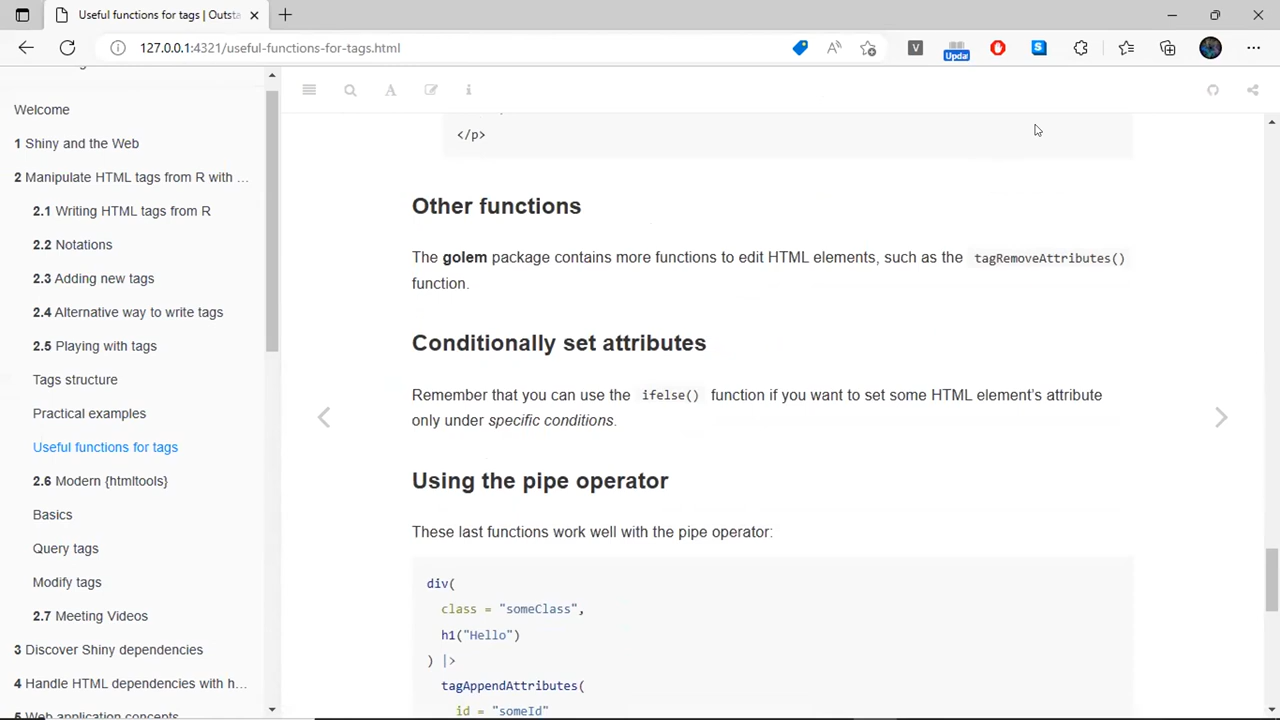 Useful functions for tags | Outsta
127.0.0.1:4321/useful-functions-for-tags.html
V
Updat
S
Welcome
1 Shiny and the Web
2 Manipulate HTML tags from R with ...
2.1 Writing HTML tags from R
2.2 Notations
2.3 Adding new tags
2.4 Alternative way to write tags
2.5 Playing with tags
Tags structure
Practical examples
Useful functions for tags
2.6 Modern {htmltools}
Basics
Query tags
Modify tags
2.7 Meeting Videos
3 Discover Shiny dependencies
4 Handle HTML dependencies with h...
5 Web application concepts
</p>
Other functions
The golem package contains more functions to edit HTML elements, such as the tagRemoveAttributes()
function.
Conditionally set attributes
Remember that you can use the ifelse() function if you want to set some HTML element's attribute
only under specific conditions.
Using the pipe operator
These last functions work well with the pipe operator:
div(
class = "someClass",
h1("Hello")
) |>
tagAppendAttributes(
id = "someId"